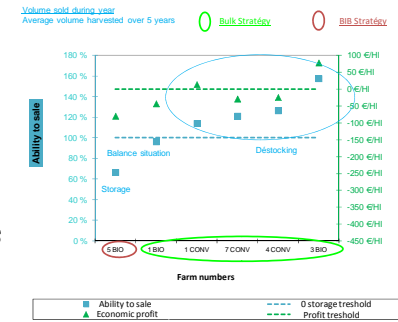 Volume sold during year
Average volume harvested over 5 years
Bulk Stratégy
BIB Stratégy
Ability to sale
180 %
160 %
140 %
120 %
100 %
80 %
60 %
40 %
20 %
0 %
100 €/Hl
50 €/Hl
0 €/Hl
-50 €/Hl
-100 €/Hl
-150 €/Hl
-200 €/Hl
-250 €/Hl
-300 €/Hl
-350 €/Hl
-400 €/Hl
-450 €/Hl
Balance situation
Déstocking
Storage
5 BIO
1 BIO
1 CONV
7 CONV
4 CONV
3 BIO
Farm numbers
Ability to sale
0 storage treshold
Economic profit
Profit treshold